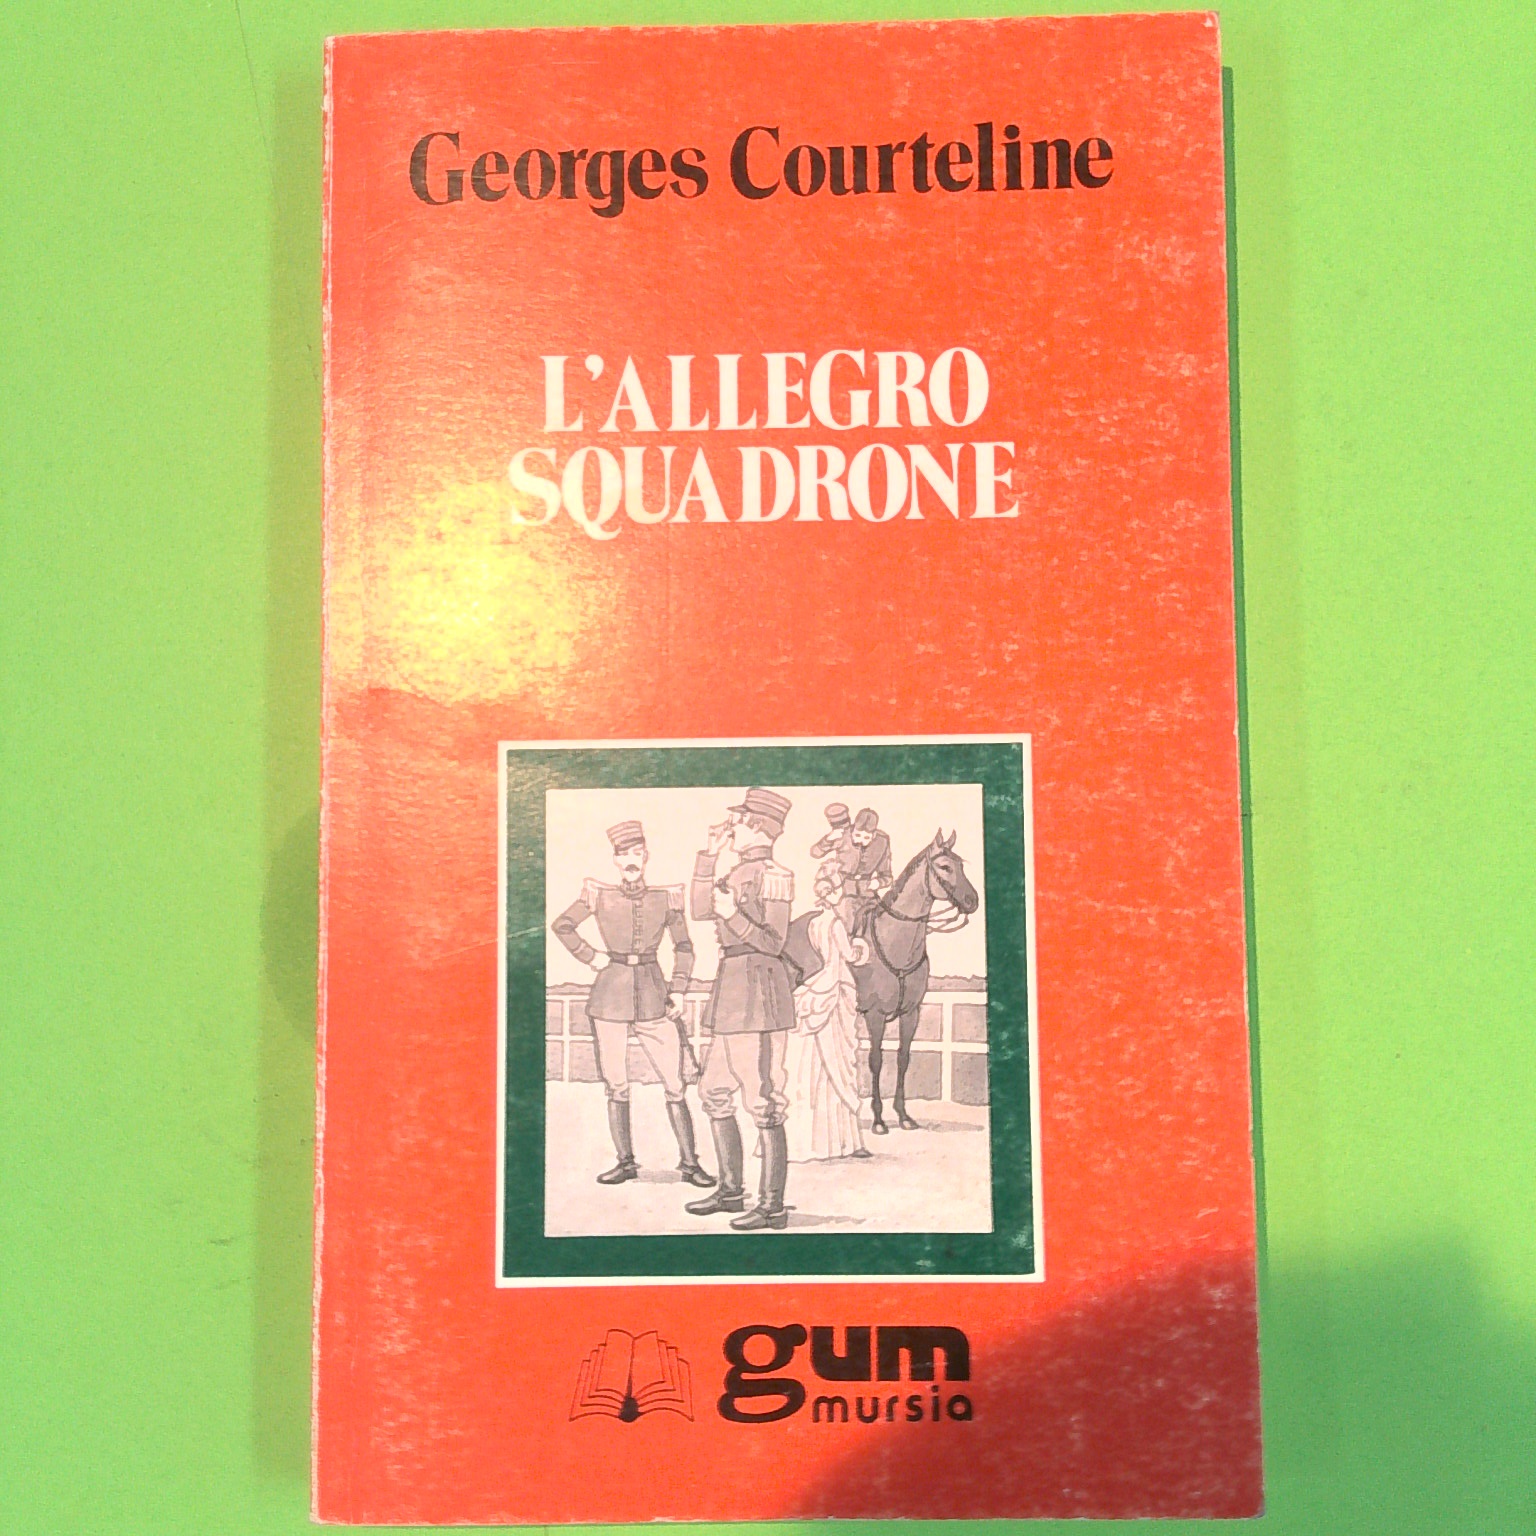 Georges Courteline
L'ALLEGRO
SQUADRONE
gum
mursia